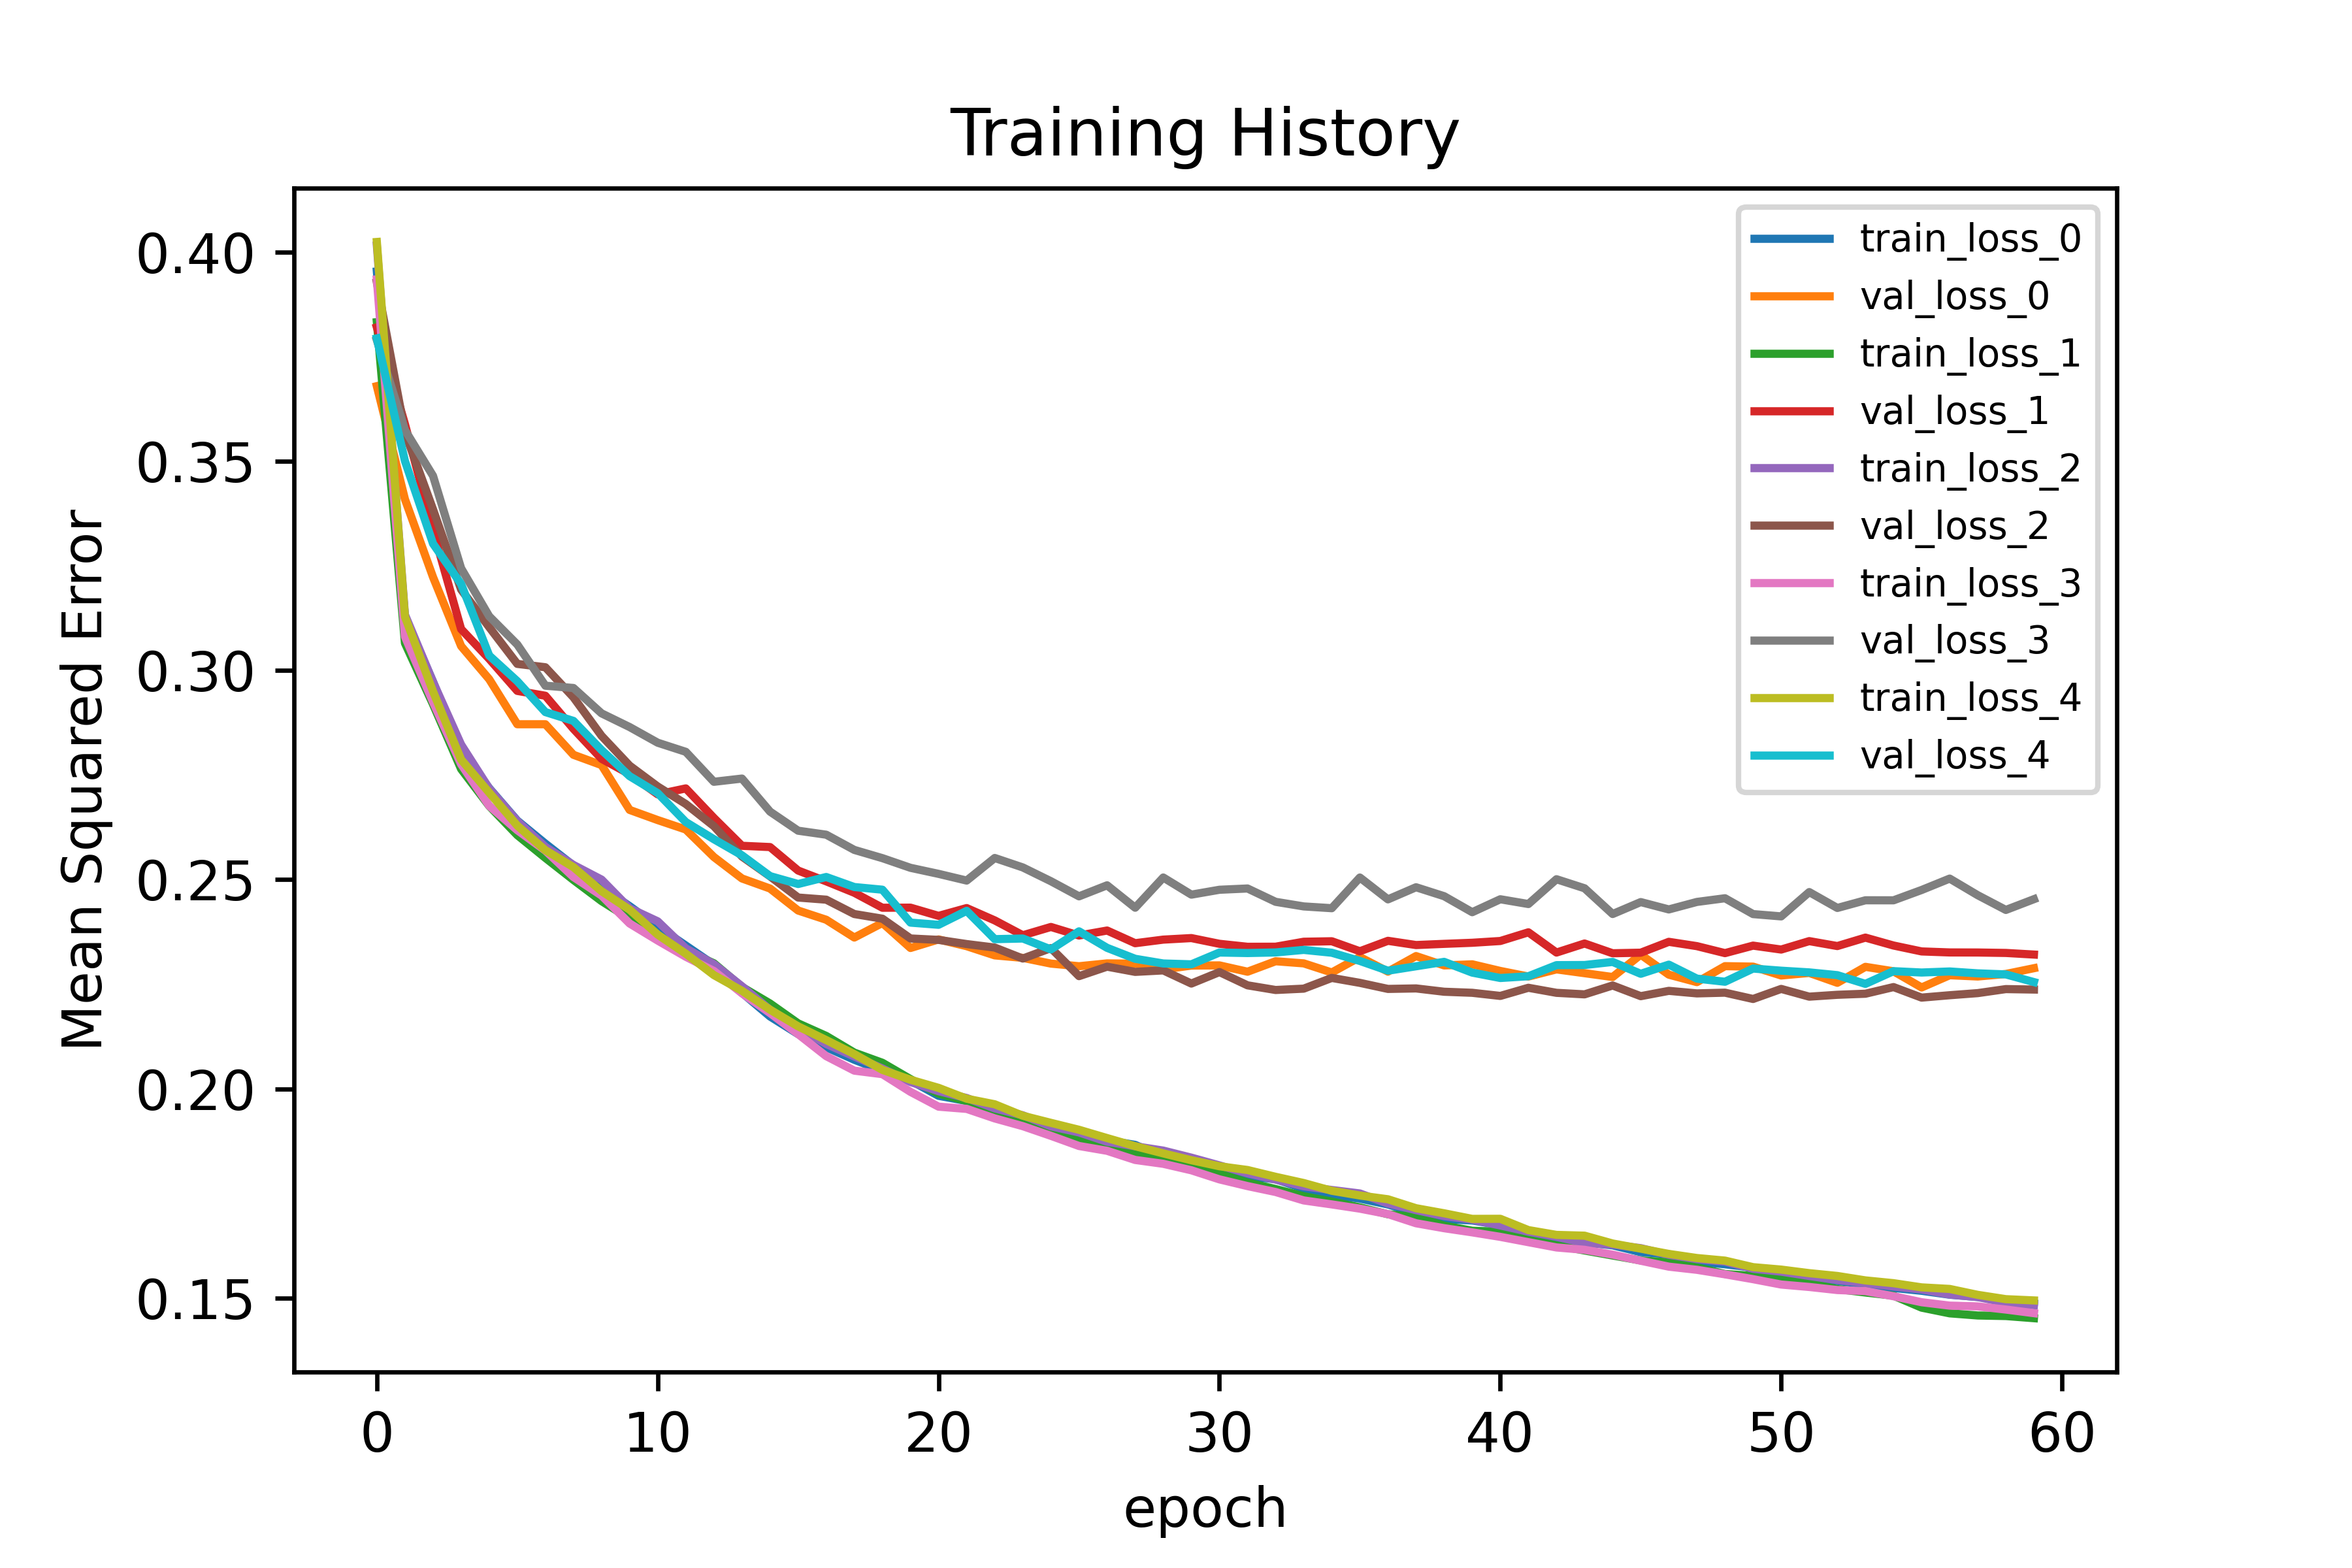 Training History
Mean Squared Error
0.40
0.35
0.30
0.25
0.20
0.15
train_loss_0
val_loss_0
train_loss_1
val_loss_1
train_loss_2
val_loss_2
train_loss_3
val_loss_3
train_loss_4
val_loss_4
0 10 20 30 40 50 60
epoch